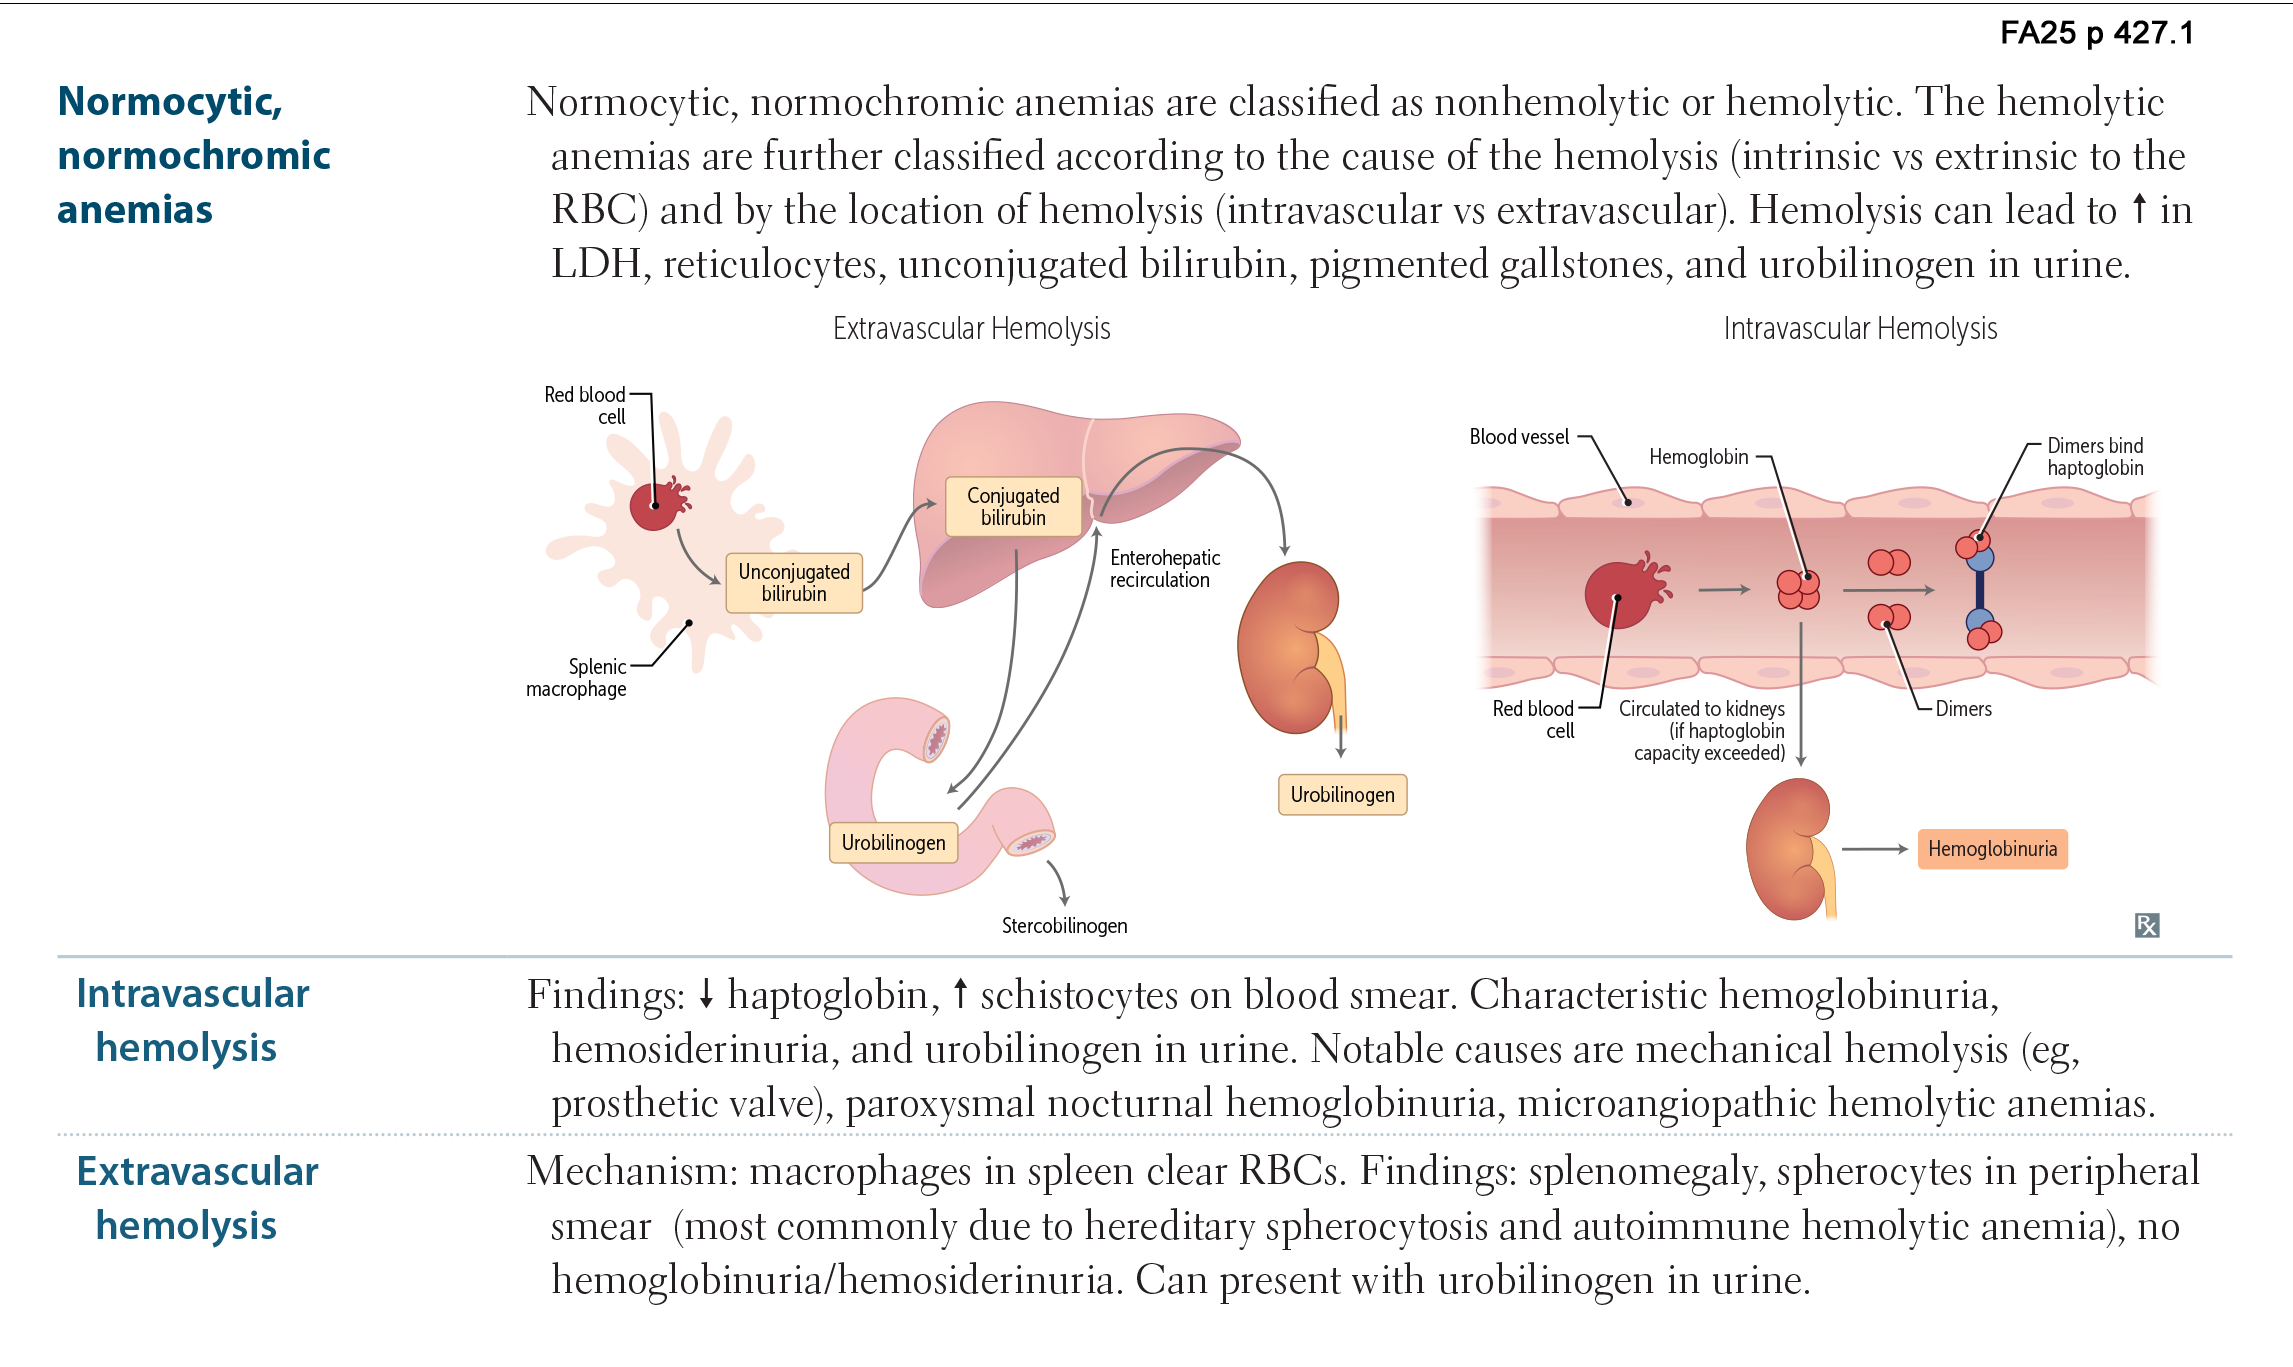 FA25 p 427.1
Normocytic,
normochromic
anemias
Normocytic, normochromic anemias are classified as nonhemolytic or hemolytic. The hemolytic
anemias are further classified according to the cause of the hemolysis (intrinsic vs extrinsic to the
RBC) and by the location of hemolysis (intravascular vs extravascular). Hemolysis can lead to ↑ in
LDH, reticulocytes, unconjugated bilirubin, pigmented gallstones, and urobilinogen in urine.
Extravascular Hemolysis
Red blood
cell
Unconjugated
bilirubin
Splenic
macrophage
Conjugated
bilirubin
Enterohepatic
recirculation
Urobilinogen
Stercobilinogen
Urobilinogen
Intravascular Hemolysis
Blood vessel
Hemoglobin
Dimers bind
haptoglobin
Red blood
cell
Circulated to kidneys
(if haptoglobin
capacity exceeded)
Dimers
Hemoglobinuria
Rx
Intravascular
hemolysis
Findings: ↓ haptoglobin, ↑ schistocytes on blood smear. Characteristic hemoglobinuria,
hemosiderinuria, and urobilinogen in urine. Notable causes are mechanical hemolysis (eg,
prosthetic valve), paroxysmal nocturnal hemoglobinuria, microangiopathic hemolytic anemias.
Extravascular
hemolysis
Mechanism: macrophages in spleen clear RBCs. Findings: splenomegaly, spherocytes in peripheral
smear (most commonly due to hereditary spherocytosis and autoimmune hemolytic anemia), no
hemoglobinuria/hemosiderinuria. Can present with urobilinogen in urine.